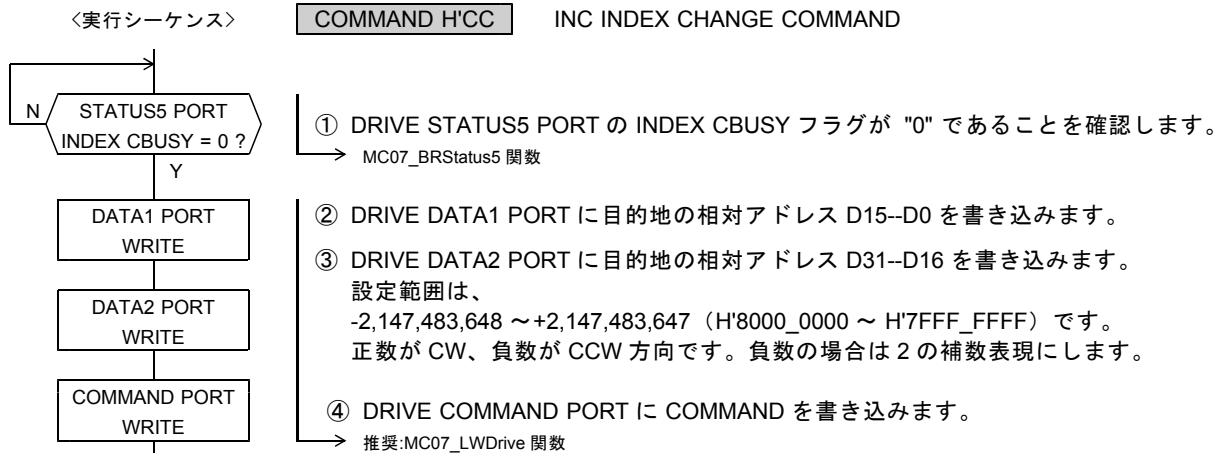 〈実行シーケンス〉
COMMAND H'CC
INC INDEX CHANGE COMMAND
N
STATUS5 PORT
INDEX CBUSY = 0 ?
Y
① DRIVE STATUS5 PORT の INDEX CBUSY フラグが "0" であることを確認します。
MC07_BRStatus5 関数
DATA1 PORT
WRITE
② DRIVE DATA1 PORT に目的地の相対アドレス D15--D0 を書き込みます。
DATA2 PORT
WRITE
③ DRIVE DATA2 PORT に目的地の相対アドレス D31--D16 を書き込みます。
設定範囲は、
-2,147,483,648 ～+2,147,483,647（H'8000_0000 ～ H'7FFF_FFFF）です。
正数が CW、負数が CCW 方向です。負数の場合は 2 の補数表現にします。
COMMAND PORT
WRITE
④ DRIVE COMMAND PORT に COMMAND を書き込みます。
推奨:MC07_LWDrive 関数